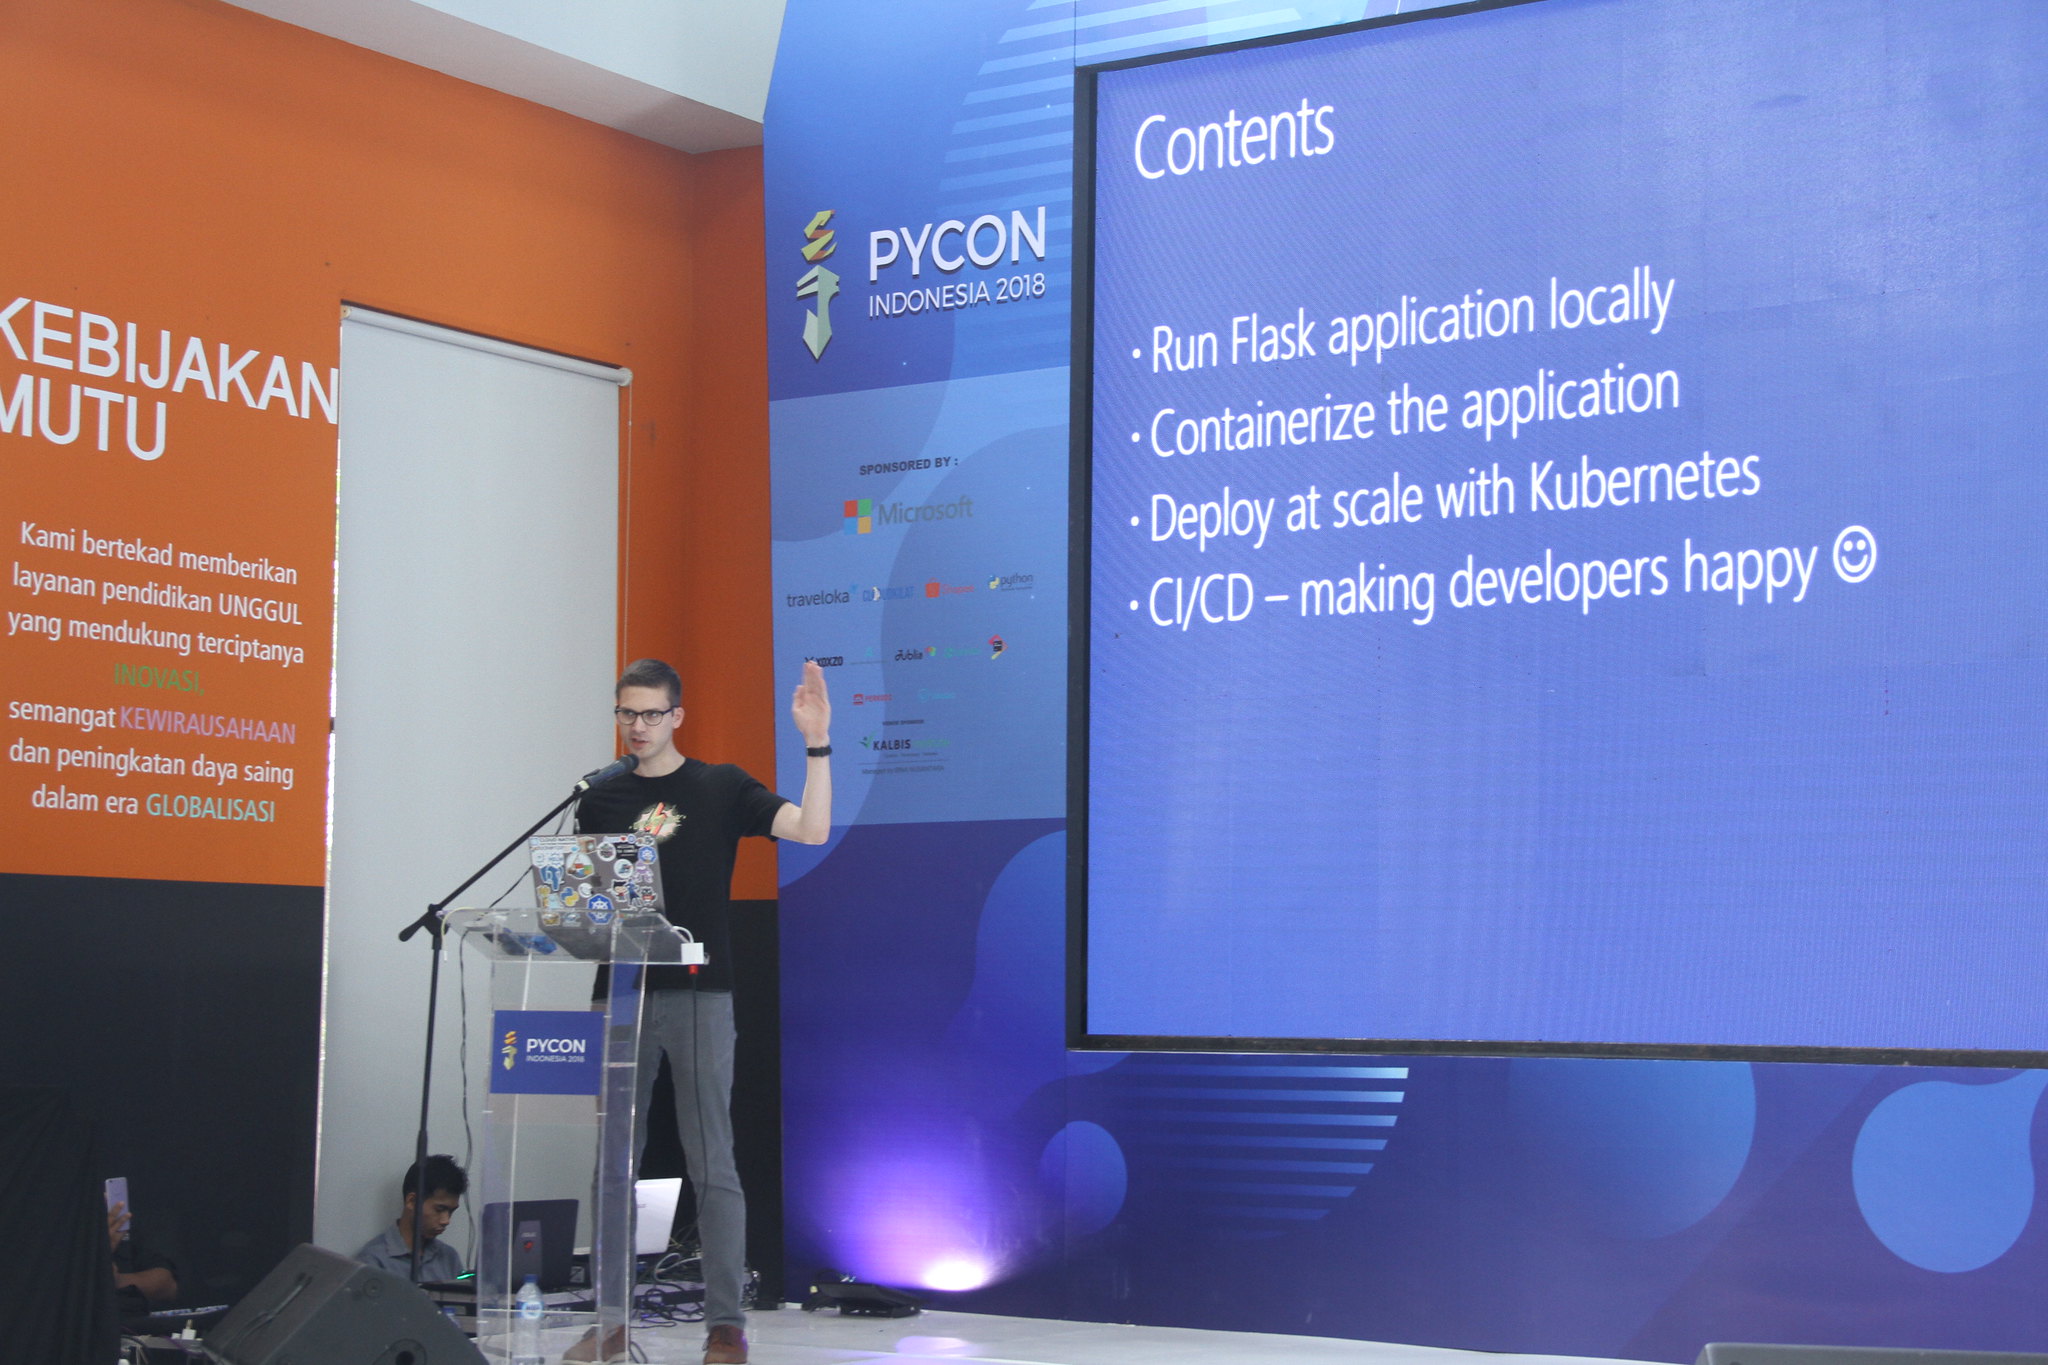 KEBIJAKAN
MUTU
Kami bertekad memberikan
layanan pendidikan UNGGUL
yang mendukung terciptanya
INOVASI,
semangat KEWIRAUSAHAAN
dan peningkatan daya saing
dalam era GLOBALISASI
PYCON
INDONESIA 2018
SPONSORED BY :
Microsoft
traveloka
python
XOXZO
dublia
KALBIS
Contents
• Run Flask application locally
• Containerize the application
• Deploy at scale with Kubernetes
• CI/CD – making developers happy ☺
PYCON
INDONESIA 2018